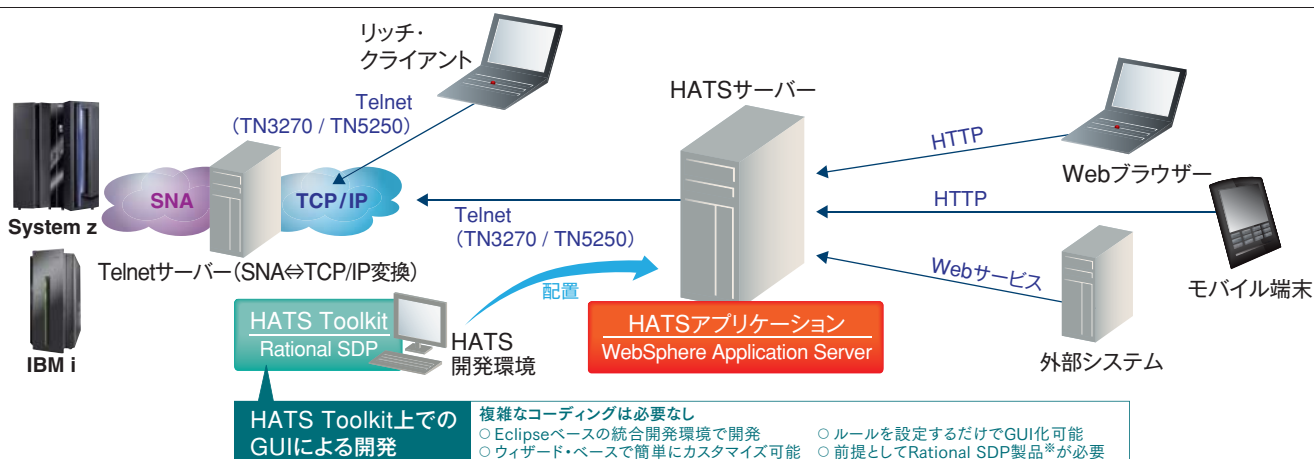 リッチ・
クライアント
Telnet
（TN3270 / TN5250）
HATSサーバー
HTTP
Webブラウザー
SNA
TCP/IP
HTTP
System z
Telnet
（TN3270 / TN5250）
Telnetサーバー（SNA⇔TCP/IP変換）
Webサービス
モバイル端末
配置
HATS Toolkit
Rational SDP
HATS
開発環境
HATSアプリケーション
WebSphere Application Server
外部システム
IBM i
HATS Toolkit上での
GUIによる開発
複雑なコーディングは必要なし
○ Eclipseベースの統合開発環境で開発
○ ウィザード・ベースで簡単にカスタマイズ可能
○ ルールを設定するだけでGUI化可能
○ 前提としてRational SDP製品※が必要